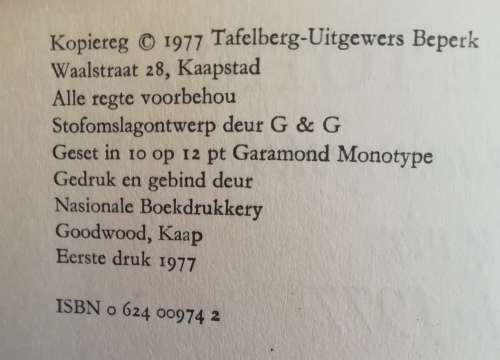 Kopiereg © 1977 Tafelberg-Uitgewers Beperk
Waalstraat 28, Kaapstad
Alle regte voorbehou
Stofomslagontwerp deur G & G
Geset in 10 op 12 pt Garamond Monotype
Gedruk en gebind deur
Nasionale Boekdrukkery
Goodwood, Kaap
Eerste druk 1977
ISBN 0 624 00974 2